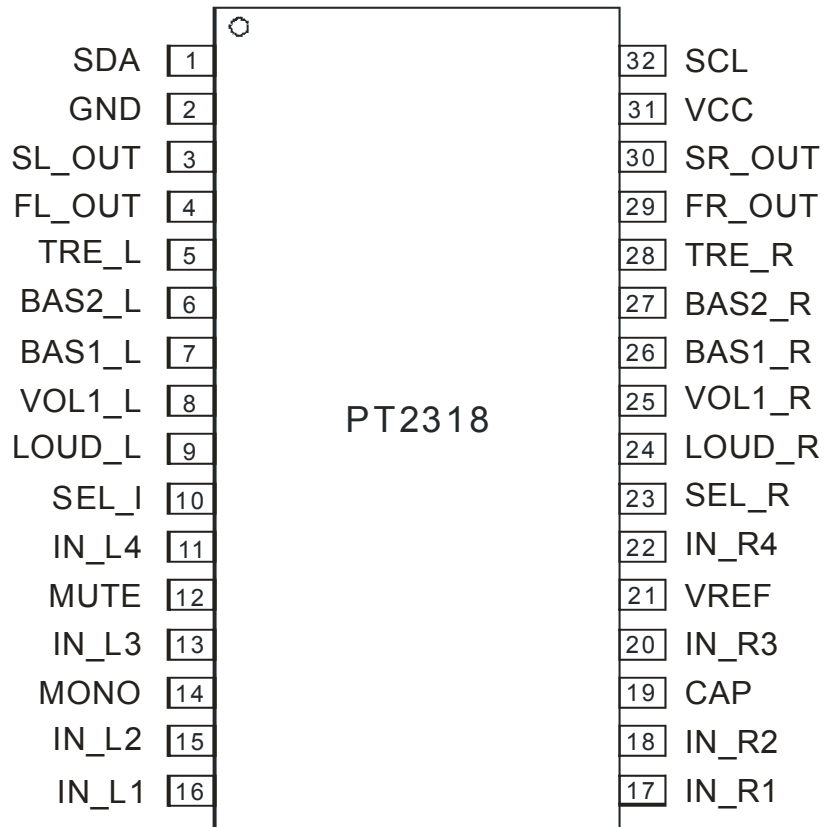 SDA 1 32 SCL
GND 2 31 VCC
SL_OUT 3 30 SR_OUT
FL_OUT 4 29 FR_OUT
TRE_L 5 28 TRE_R
BAS2_L 6 27 BAS2_R
BAS1_L 7 26 BAS1_R
VOL1_L 8 25 VOL1_R
PT2318
LOUD_L 9 24 LOUD_R
SEL_I 10 23 SEL_R
IN_L4 11 22 IN_R4
MUTE 12 21 VREF
IN_L3 13 20 IN_R3
MONO 14 19 CAP
IN_L2 15 18 IN_R2
IN_L1 16 17 IN_R1